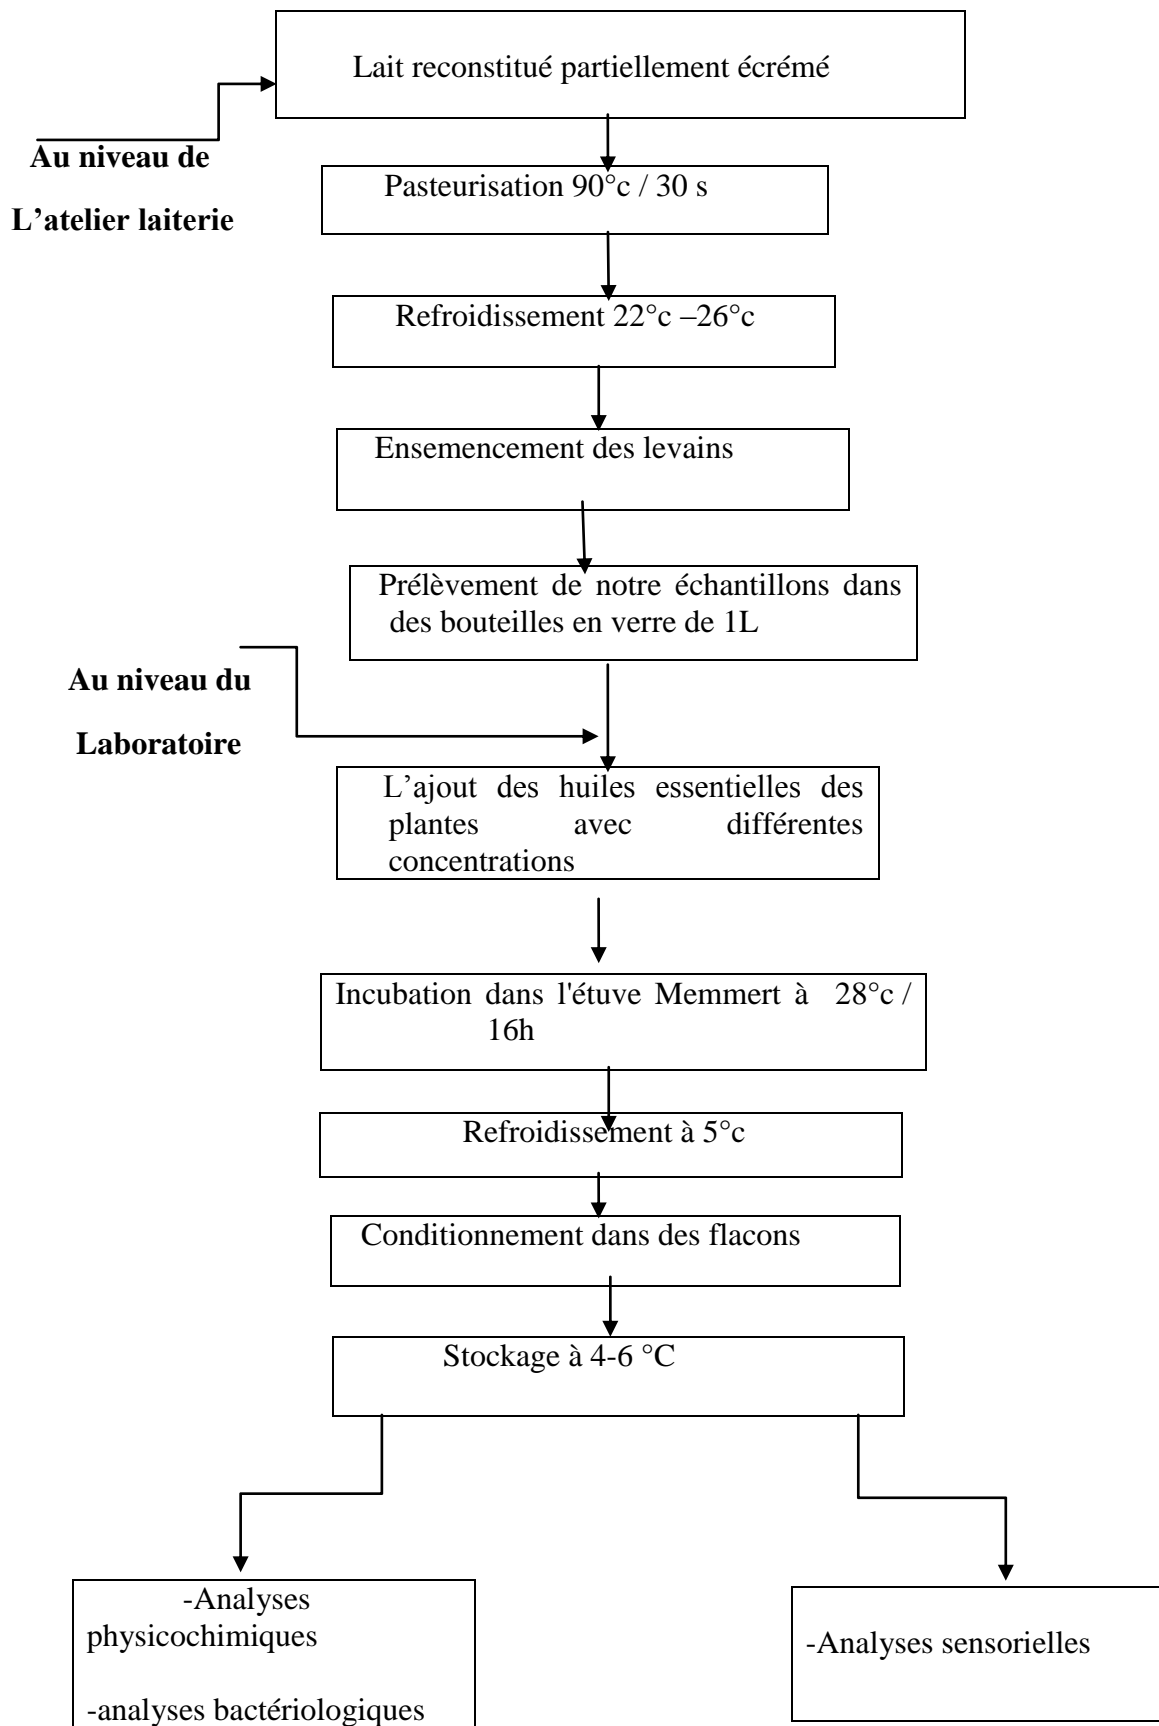 Lait reconstitué partiellement écrémé
Au niveau de
L’atelier laiterie
Pasteurisation 90°c / 30 s
Refroidissement 22°c –26°c
Ensemencement des levains
Prélèvement de notre échantillons dans
des bouteilles en verre de 1L
Au niveau du
Laboratoire
L’ajout des huiles essentielles des
plantes avec différentes
concentrations
Incubation dans l'étuve Memmert à 28°c /
16h
Refroidissement à 5°c
Conditionnement dans des flacons
Stockage à 4-6 °C
-Analyses
physicochimiques
-analyses bactériologiques
-Analyses sensorielles